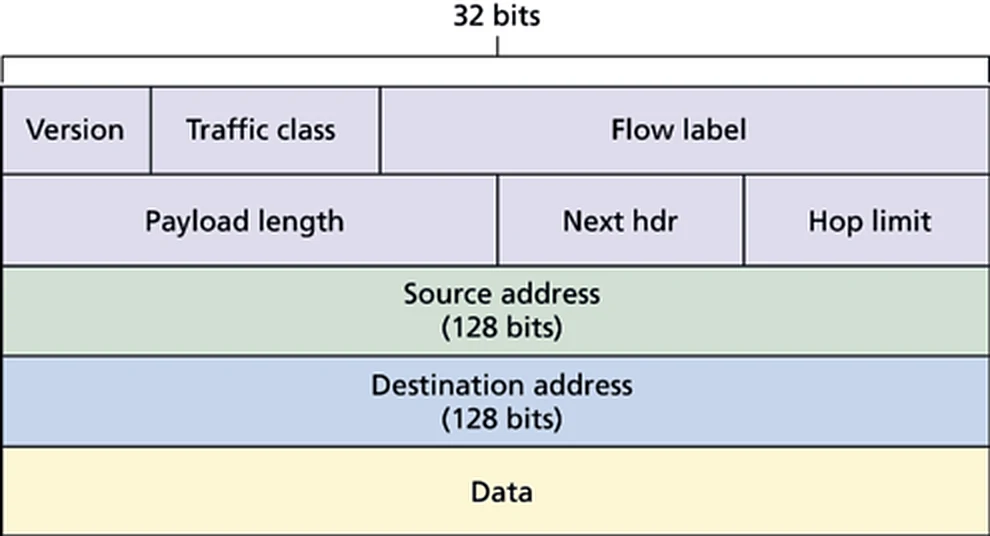 32 bits
Version Traffic class Flow label
Payload length Next hdr Hop limit
Source address
(128 bits)
Destination address
(128 bits)
Data